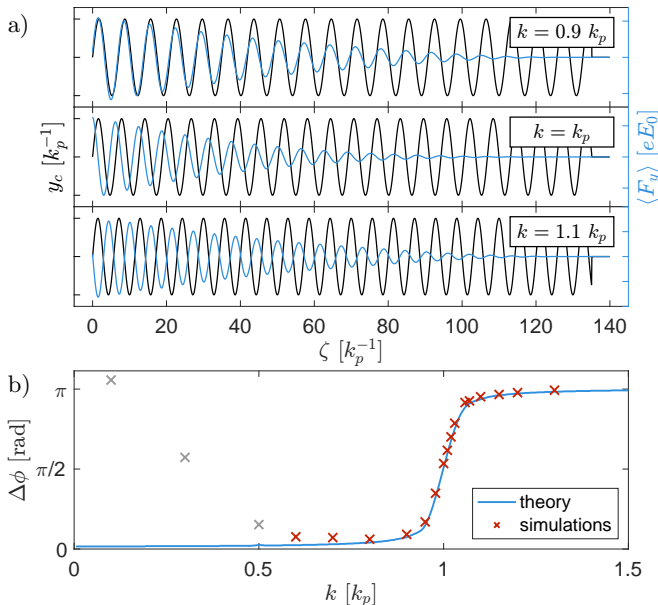 a)
k = 0.9 k_p
k = k_p
k = 1.1 k_p
y_c [k_p^{-1}]
⟨F_y⟩ [eE_0]
0 20 40 60 80 100 120 140
ζ [k_p^{-1}]
b)
π
π/2
0
Δϕ [rad]
theory
simulations
0 0.5 1 1.5
k [k_p]